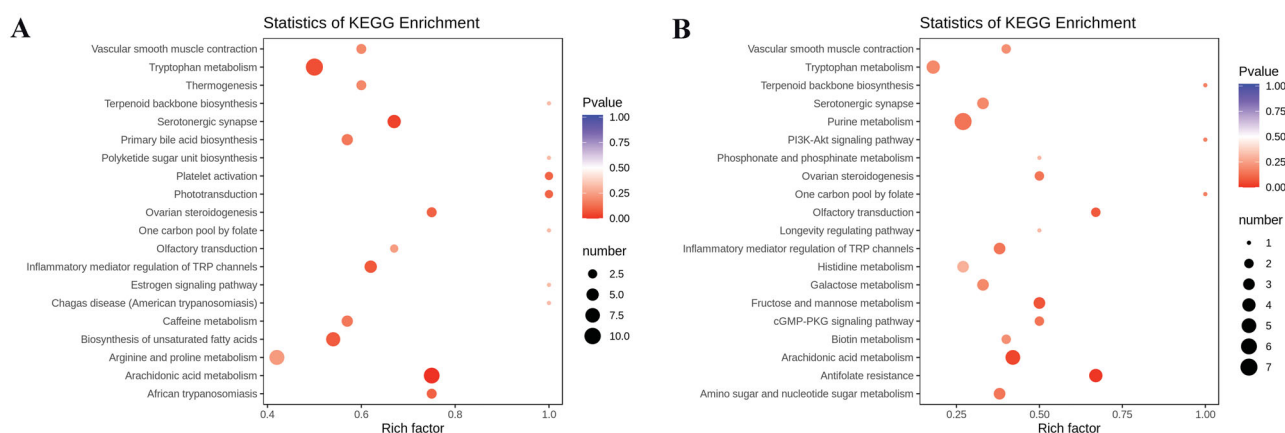 A
Statistics of KEGG Enrichment
Vascular smooth muscle contraction
Tryptophan metabolism
Thermogenesis
Terpenoid backbone biosynthesis
Serotonergic synapse
Primary bile acid biosynthesis
Polyketide sugar unit biosynthesis
Platelet activation
Phototransduction
Ovarian steroidogenesis
One carbon pool by folate
Olfactory transduction
Inflammatory mediator regulation of TRP channels
Estrogen signaling pathway
Chagas disease (American trypanosomiasis)
Caffeine metabolism
Biosynthesis of unsaturated fatty acids
Arginine and proline metabolism
Arachidonic acid metabolism
African trypanosomiasis
0.4 0.6 0.8 1.0
Rich factor
Pvalue
1.00
0.75
0.50
0.25
0.00
number
2.5
5.0
7.5
10.0
B
Statistics of KEGG Enrichment
Vascular smooth muscle contraction
Tryptophan metabolism
Terpenoid backbone biosynthesis
Serotonergic synapse
Purine metabolism
PI3K-Akt signaling pathway
Phosphonate and phosphinate metabolism
Ovarian steroidogenesis
One carbon pool by folate
Olfactory transduction
Longevity regulating pathway
Inflammatory mediator regulation of TRP channels
Histidine metabolism
Galactose metabolism
Fructose and mannose metabolism
cGMP-PKG signaling pathway
Biotin metabolism
Arachidonic acid metabolism
Antifolate resistance
Amino sugar and nucleotide sugar metabolism
0.25 0.50 0.75 1.00
Rich factor
Pvalue
1.00
0.75
0.50
0.25
0.00
number
1
2
3
4
5
6
7